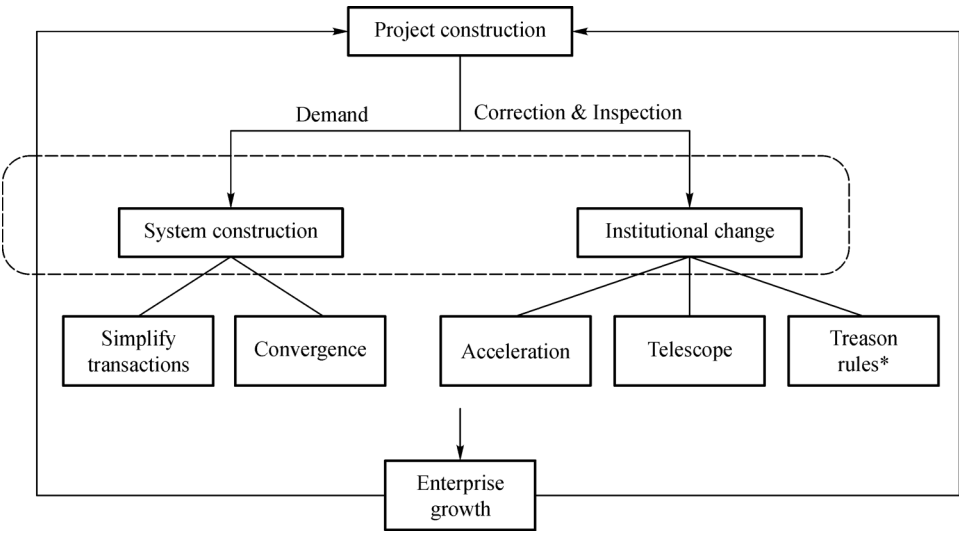 Project construction
Demand
Correction & Inspection
System construction
Institutional change
Simplify
transactions
Convergence
Acceleration
Telescope
Treason
rules*
Enterprise
growth